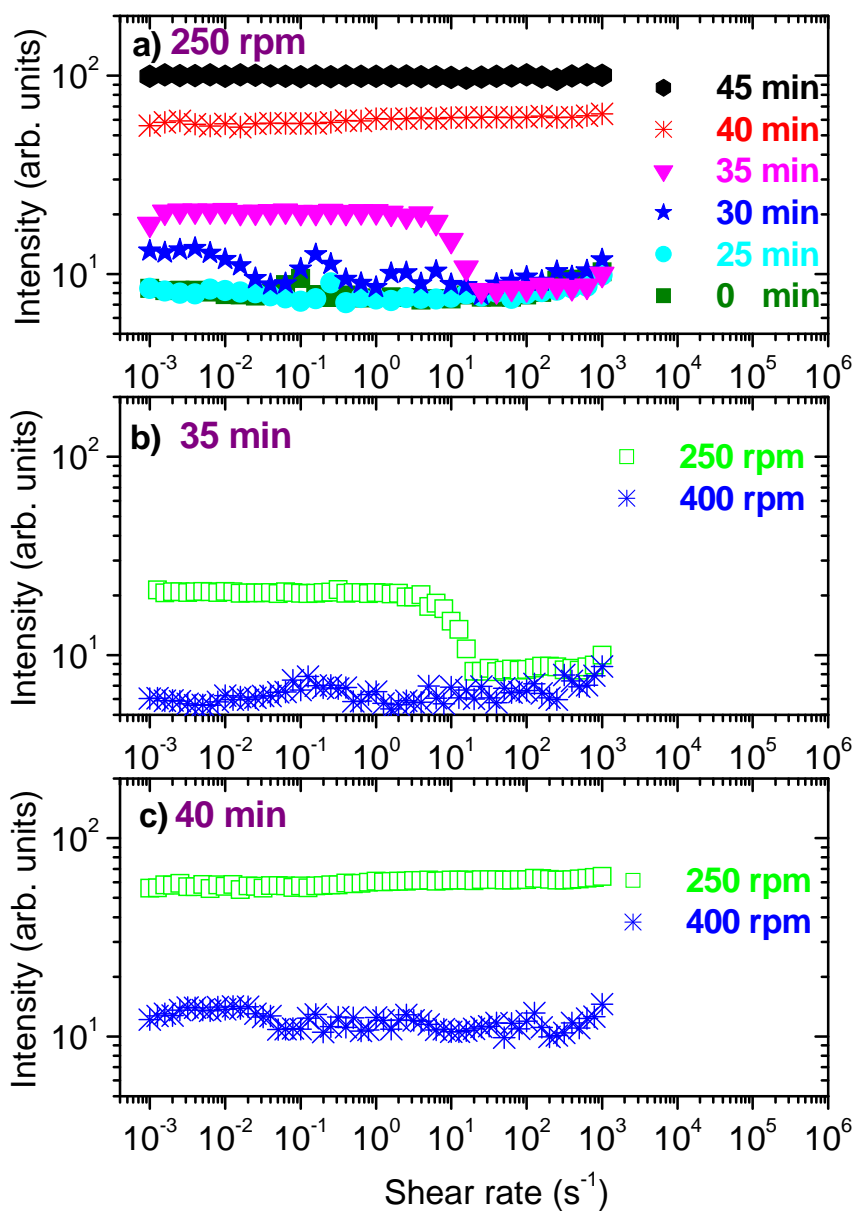 a) 250 rpm
Intensity (arb. units)
10²
10¹
45 min
40 min
35 min
30 min
25 min
0 min
10⁻³ 10⁻² 10⁻¹ 10⁰ 10¹ 10² 10³ 10⁴ 10⁵ 10⁶
b) 35 min
Intensity (arb. units)
10²
10¹
250 rpm
400 rpm
10⁻³ 10⁻² 10⁻¹ 10⁰ 10¹ 10² 10³ 10⁴ 10⁵ 10⁶
c) 40 min
Intensity (arb. units)
10²
10¹
250 rpm
400 rpm
10⁻³ 10⁻² 10⁻¹ 10⁰ 10¹ 10² 10³ 10⁴ 10⁵ 10⁶
Shear rate (s⁻¹)